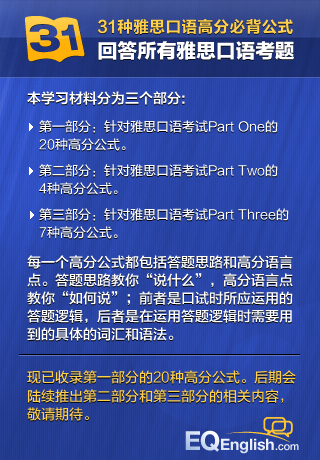 31
31种雅思口语高分必背公式
回答所有雅思口语考题
本学习材料分为三个部分：
第一部分：针对雅思口语考试Part One的
20种高分公式。
第二部分：针对雅思口语考试Part Two的
4种高分公式。
第三部分：针对雅思口语考试Part Three的
7种高分公式。
每一个高分公式都包括答题思路和高分语言
点。答题思路教你“说什么”，高分语言点
教你“如何说”；前者是口试时所应运用的
答题逻辑，后者是在运用答题逻辑时需要用
到的具体的词汇和语法。
现已收录第一部分的20种高分公式。后期会
陆续推出第二部分和第三部分的相关内容，
敬请期待。
EQEnglish.com